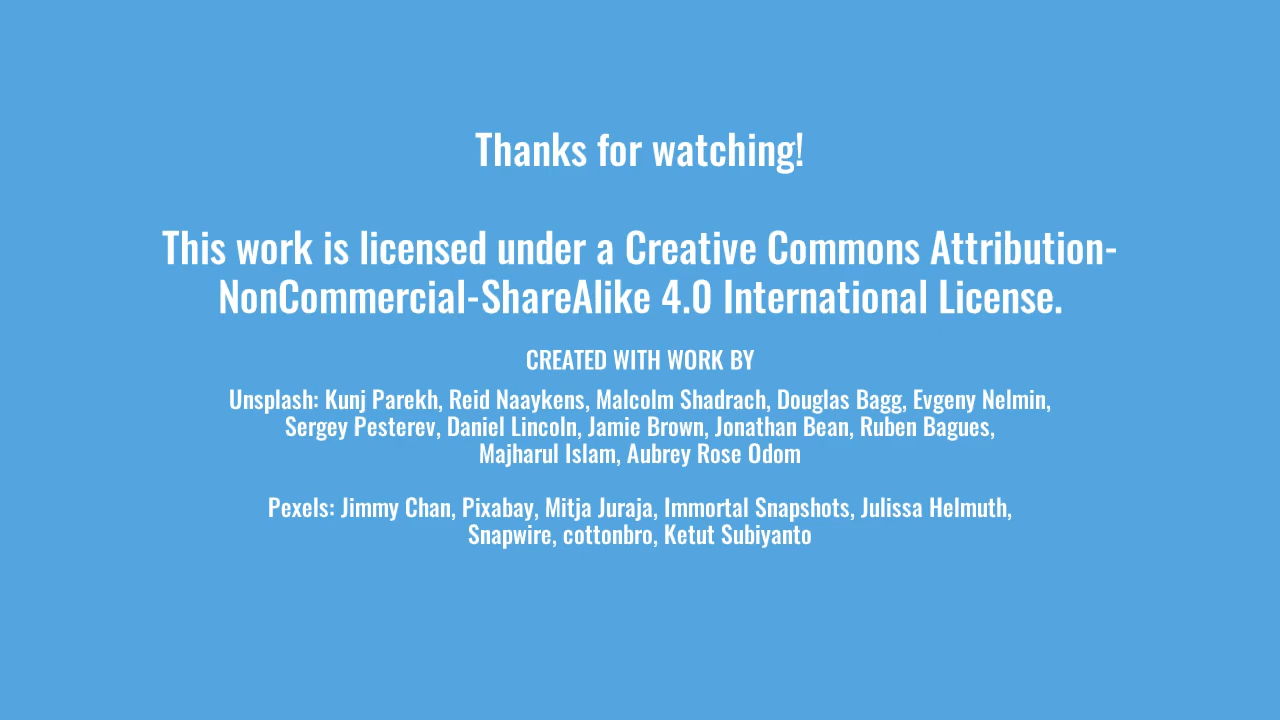 Thanks for watching!
This work is licensed under a Creative Commons Attribution-
NonCommercial-ShareAlike 4.0 International License.
CREATED WITH WORK BY
Unsplash: Kunj Parekh, Reid Naaykens, Malcolm Shadrach, Douglas Bagg, Evgeny Nelmin,
Sergey Pesterev, Daniel Lincoln, Jamie Brown, Jonathan Bean, Ruben Bagues,
Majharul Islam, Aubrey Rose Odom
Pexels: Jimmy Chan, Pixabay, Mitja Juraja, Immortal Snapshots, Julissa Helmuth,
Snapwire, cottonbro, Ketut Subiyanto